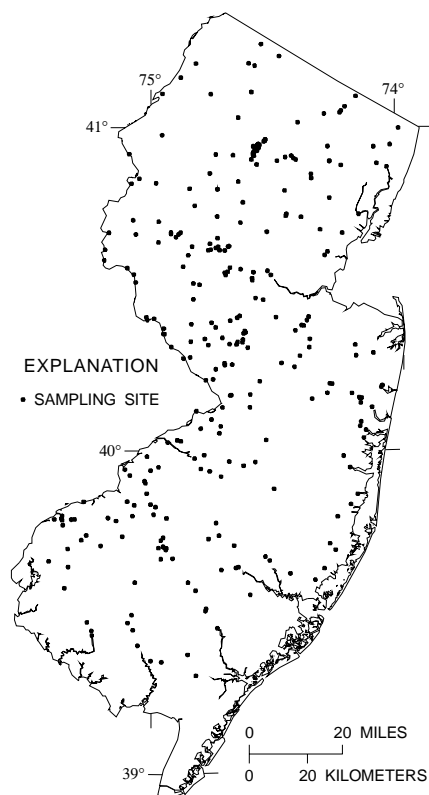 75°
74°
41°
EXPLANATION
SAMPLING SITE
40°
0 20 MILES
0 20 KILOMETERS
39°